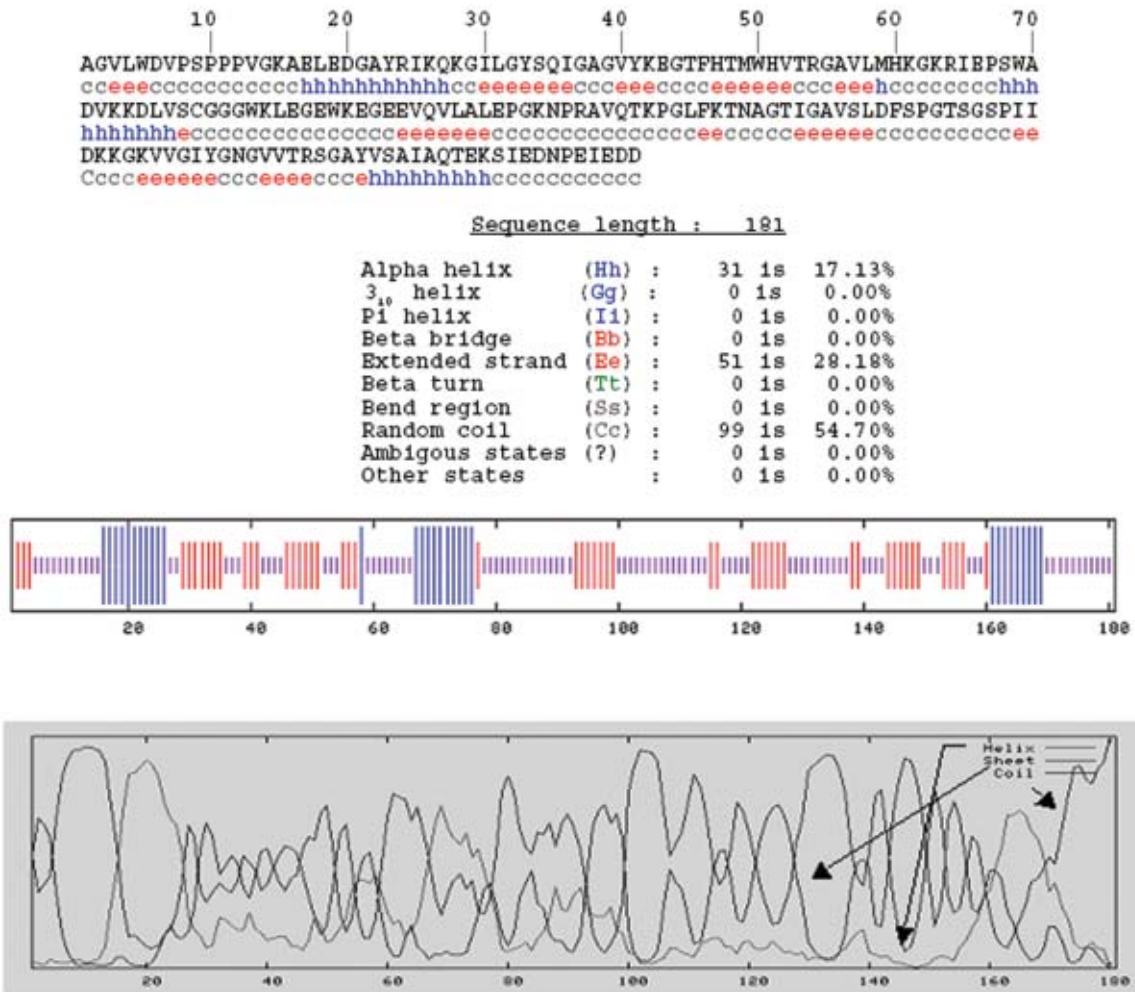 10 20 30 40 50 60 70
AGVLWDVPSPPPVGKAELEDGAYRIKQKGILGYSQIGAGVYKEGTFHTMWHVTRGAVLMHKGKRIEPSWA
cceeeccccccccccchhhhhhhhhhhcceeeeeeeccceeecccceeeeeeccceeehcccccccchhh
DVKKDLVSCGGGWKLEGEWKEGEEVQVLALEPGKNPRAVQTKPGLFKTNAGTIGAVSLDFSPGTSGSPII
hhhhhhheccccccccccccccceeeeeeeccccccccccccccceeccccceeeeeeccccccccccee
DKKGKVVGIYGNGVVTRSGAYVSAIAQTEKSIEDNPEIEDD
Cccceeeeeeccceeeecccehhhhhhhhhccccccccccc
Sequence length : 181
Alpha helix (Hh) : 31 is 17.13%
3₁₀ helix (Gg) : 0 is 0.00%
Pi helix (Ii) : 0 is 0.00%
Beta bridge (Bb) : 0 is 0.00%
Extended strand (Ee) : 51 is 28.18%
Beta turn (Tt) : 0 is 0.00%
Bend region (Ss) : 0 is 0.00%
Random coil (Cc) : 99 is 54.70%
Ambigous states (?) : 0 is 0.00%
Other states : 0 is 0.00%
20 40 60 80 100 120 140 160 180
Helix
Sheet
Coil
20 40 60 80 100 120 140 160 180